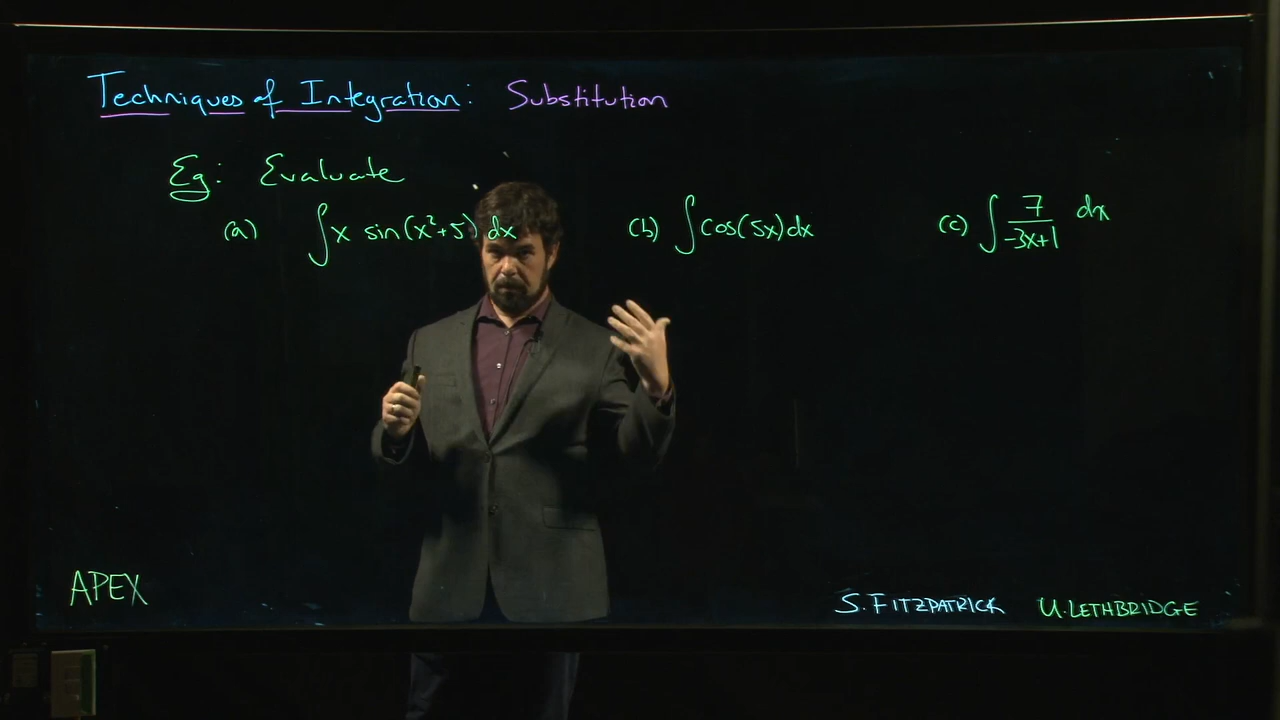 Techniques of Integration: Substitution
Eg: Evaluate
(a) ∫x sin(x²+5) dx (b) ∫cos(5x)dx (c) ∫ 7/(-3x+1) dx
APEX
S. FITZPATRICK U. LETHBRIDGE